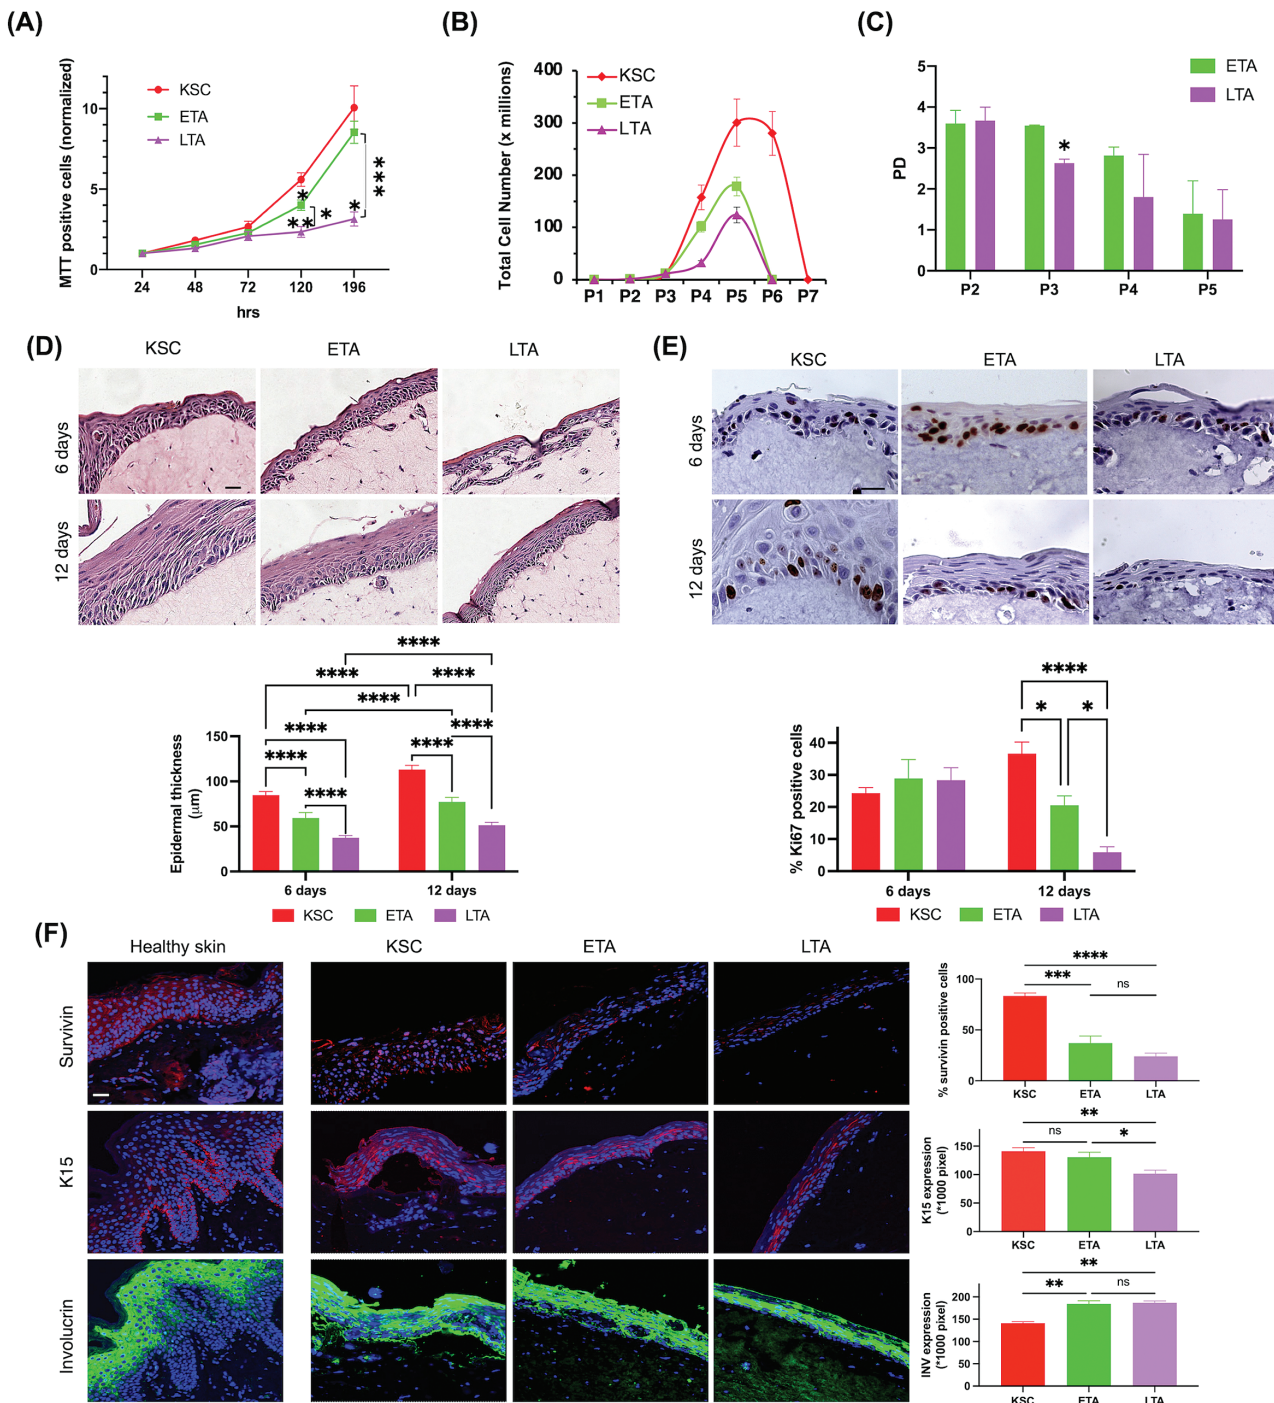 (A)
MTT positive cells (normalized)
10
5
0
KSC
ETA
LTA
*
**
*
*
***
24 48 72 120 196
hrs
(B)
Total Cell Number (x millions)
400
300
200
100
0
KSC
ETA
LTA
P1 P2 P3 P4 P5 P6 P7
(C)
PD
5
4
3
2
1
0
ETA
LTA
*
P2 P3 P4 P5
(D)
KSC ETA LTA
6 days
12 days
****
**** ****
****
**** ****
**** ****
****
Epidermal thickness
(µm)
150
100
50
0
6 days 12 days
KSC ETA LTA
(E)
KSC ETA LTA
6 days
12 days
****
* *
% Ki67 positive cells
40
30
20
10
0
6 days 12 days
KSC ETA LTA
(F)
Healthy skin KSC ETA LTA
Survivin
K15
Involucrin
****
*** ns
% survivin positive cells
100
50
0
KSC ETA LTA
**
ns *
K15 expression
(*1000 pixel)
150
100
50
0
KSC ETA LTA
**
** ns
INV expression
(*1000 pixel)
200
150
100
50
0
KSC ETA LTA